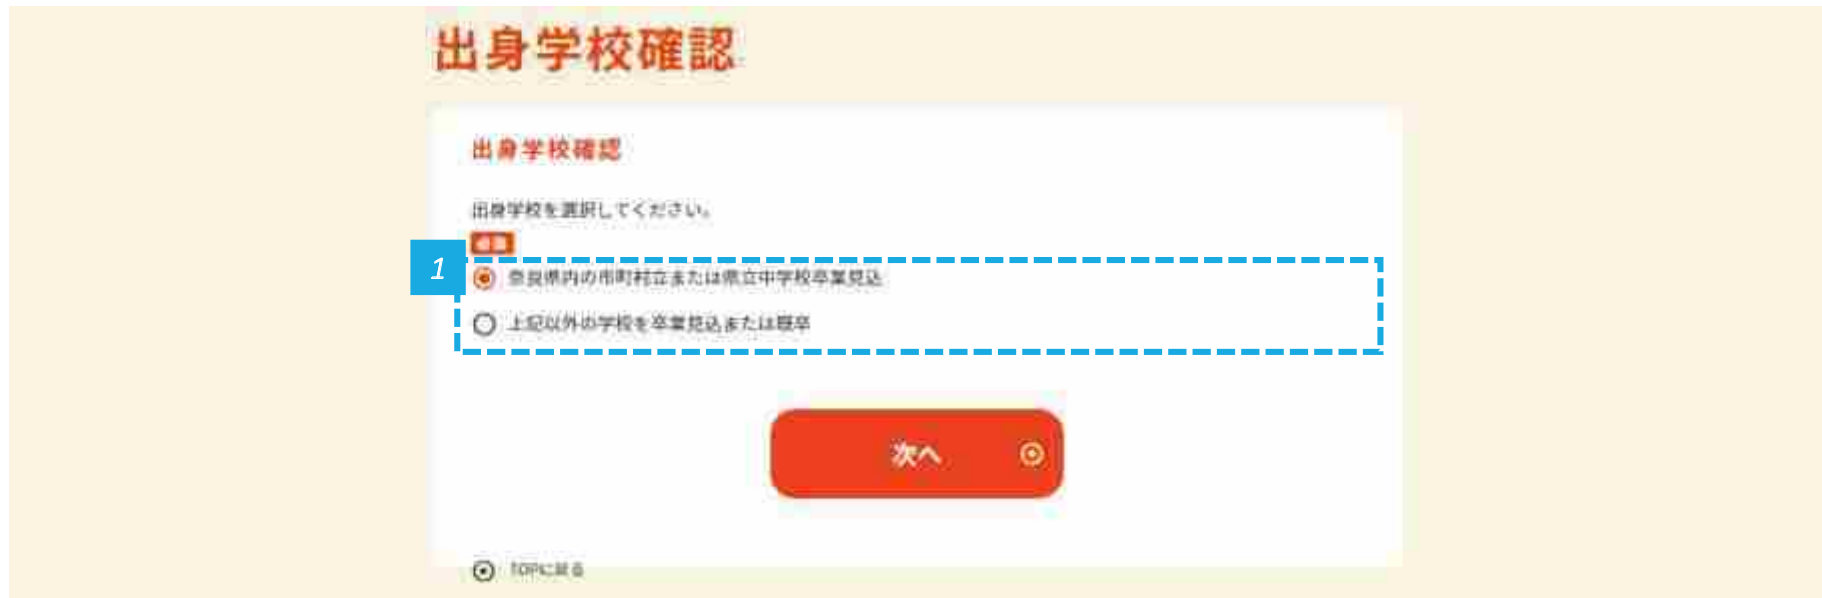 出身学校確認
出身学校確認
出身学校を選択してください。
必須
1
奈良県内の市町村立または県立中学校卒業見込
上記以外の学校を卒業見込または既卒
次へ
TOPに戻る